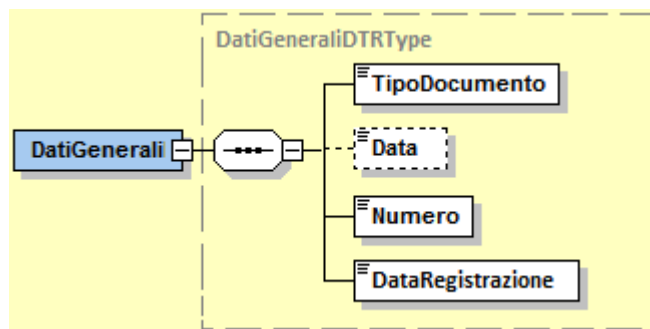 DatiGeneraliDTRType
TipoDocumento
DatiGenerali
Data
Numero
DataRegistrazione